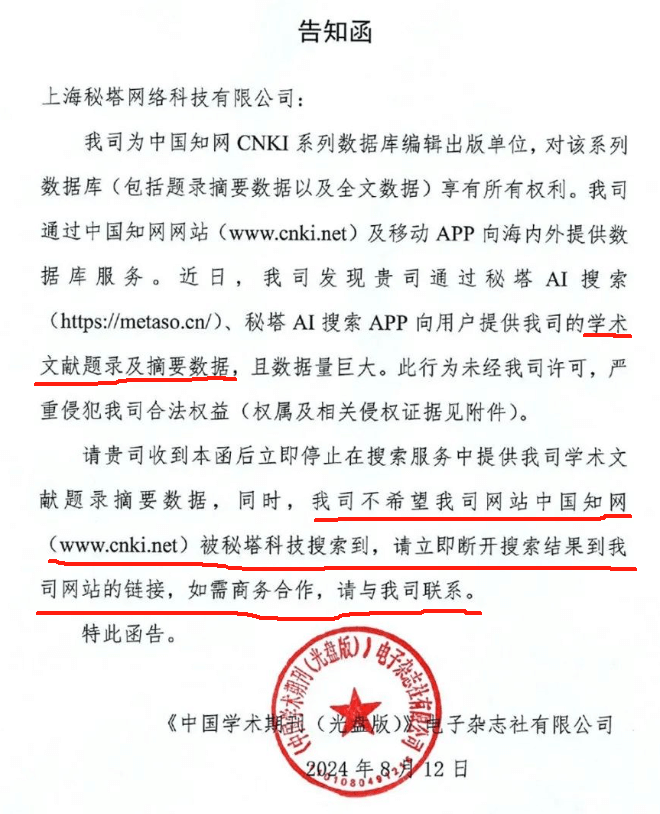 告知函
上海秘塔网络科技有限公司：
我司为中国知网 CNKI 系列数据库编辑出版单位，对该系列
数据库（包括题录摘要数据以及全文数据）享有所有权利。我司
通过中国知网网站（www.cnki.net）及移动 APP 向海内外提供数
据库服务。近日，我司发现贵司通过秘塔 AI 搜索
（https://metaso.cn/）、秘塔 AI 搜索 APP 向用户提供我司的学术
文献题录及摘要数据，且数据量巨大。此行为未经我司许可，严
重侵犯我司合法权益（权属及相关侵权证据见附件）。
请贵司收到本函后立即停止在搜索服务中提供我司学术文
献题录摘要数据，同时，我司不希望我司网站中国知网
（www.cnki.net）被秘塔科技搜索到，请立即断开搜索结果到我
司网站的链接，如需商务合作，请与我司联系。
特此函告。
《中国学术期刊（光盘版）》电子杂志社有限公司
2024 年 8 月 12 日
《中国学术期刊（光盘版）》电子杂志社有限公司